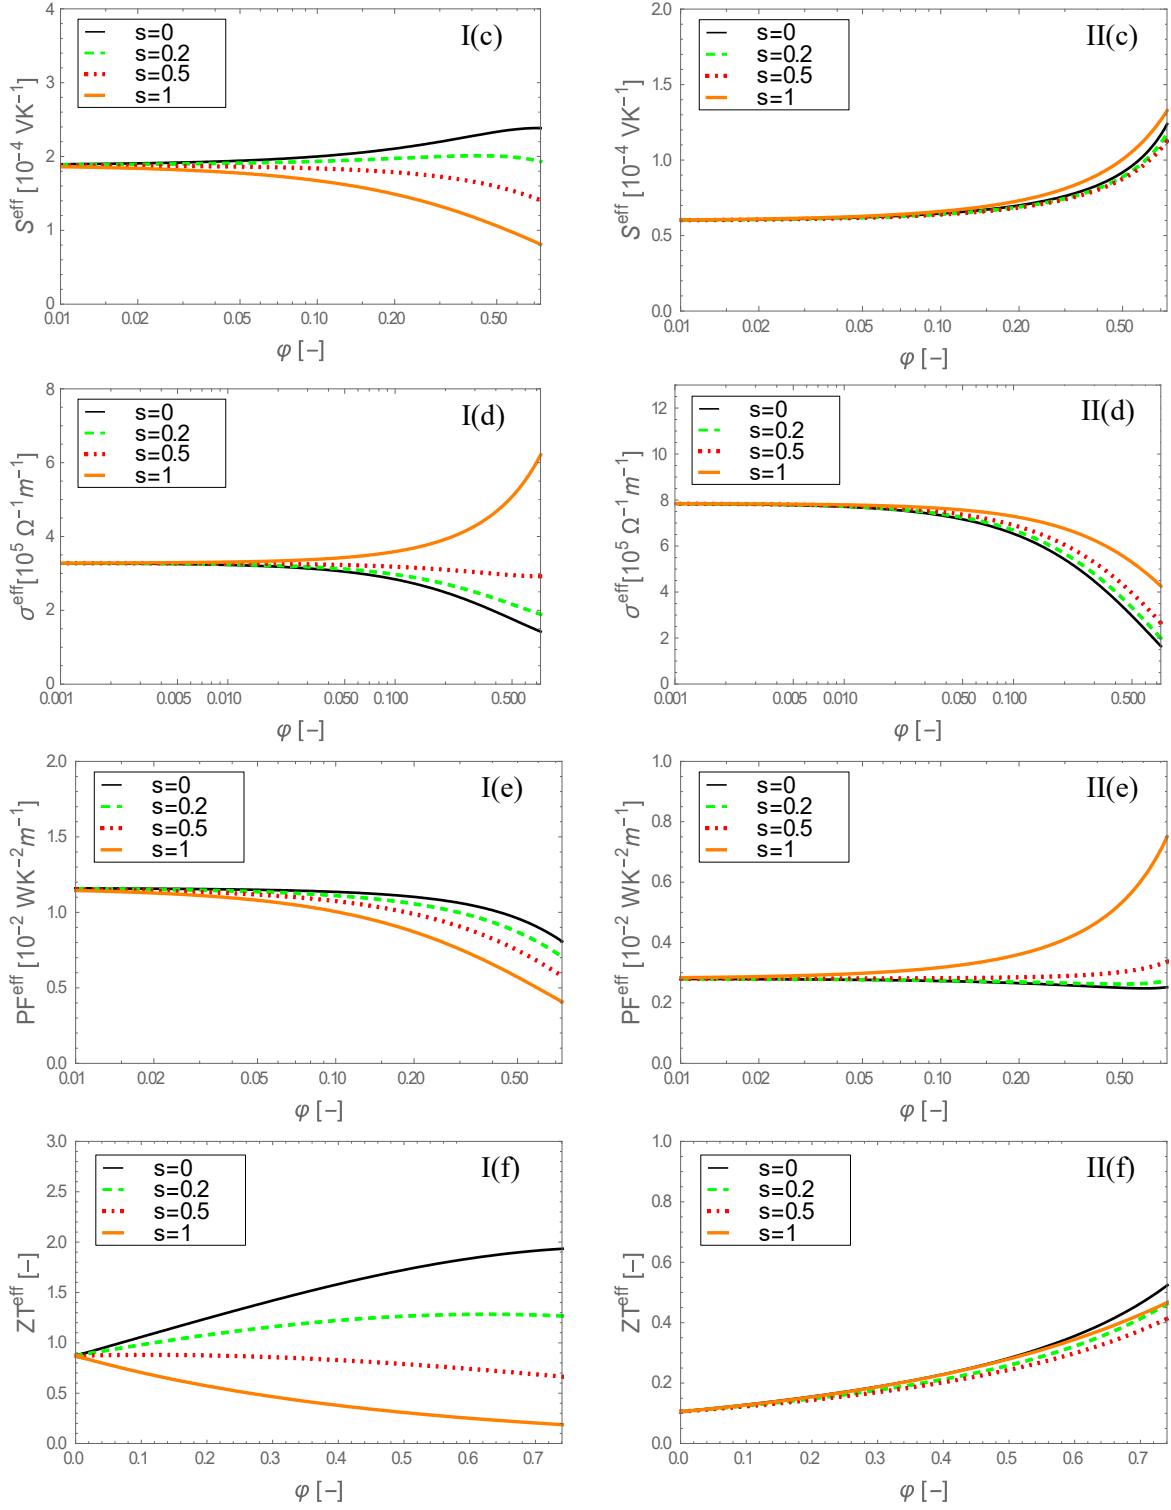 I(c)
s=0
s=0.2
s=0.5
s=1
S^eff [10^−4 VK^−1]
4
3
2
1
0
0.01 0.02 0.05 0.10 0.20 0.50
φ [−]
II(c)
s=0
s=0.2
s=0.5
s=1
S^eff [10^−4 VK^−1]
2.0
1.5
1.0
0.5
0.0
0.01 0.02 0.05 0.10 0.20 0.50
φ [−]
I(d)
s=0
s=0.2
s=0.5
s=1
σ^eff[10^5 Ω^−1m^−1]
8
6
4
2
0
0.001 0.005 0.010 0.050 0.100 0.500
φ [−]
II(d)
s=0
s=0.2
s=0.5
s=1
σ^eff[10^5 Ω^−1m^−1]
12
10
8
6
4
2
0
0.001 0.005 0.010 0.050 0.100 0.500
φ [−]
I(e)
s=0
s=0.2
s=0.5
s=1
PF^eff [10^−2 WK^−2m^−1]
2.0
1.5
1.0
0.5
0.0
0.01 0.02 0.05 0.10 0.20 0.50
φ [−]
II(e)
s=0
s=0.2
s=0.5
s=1
PF^eff [10^−2 WK^−2m^−1]
1.0
0.8
0.6
0.4
0.2
0.0
0.01 0.02 0.05 0.10 0.20 0.50
φ [−]
I(f)
s=0
s=0.2
s=0.5
s=1
ZT^eff [−]
3.0
2.5
2.0
1.5
1.0
0.5
0.0
0.0 0.1 0.2 0.3 0.4 0.5 0.6 0.7
φ [−]
II(f)
s=0
s=0.2
s=0.5
s=1
ZT^eff [−]
1.0
0.8
0.6
0.4
0.2
0.0
0.0 0.1 0.2 0.3 0.4 0.5 0.6 0.7
φ [−]